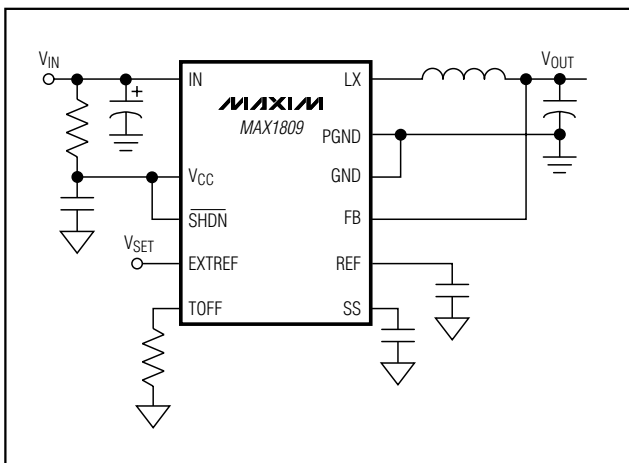 VIN
VOUT
IN
LX
MAXIM
MAX1809
PGND
VCC
GND
SHDN
FB
VSET
EXTREF
REF
TOFF
SS
+